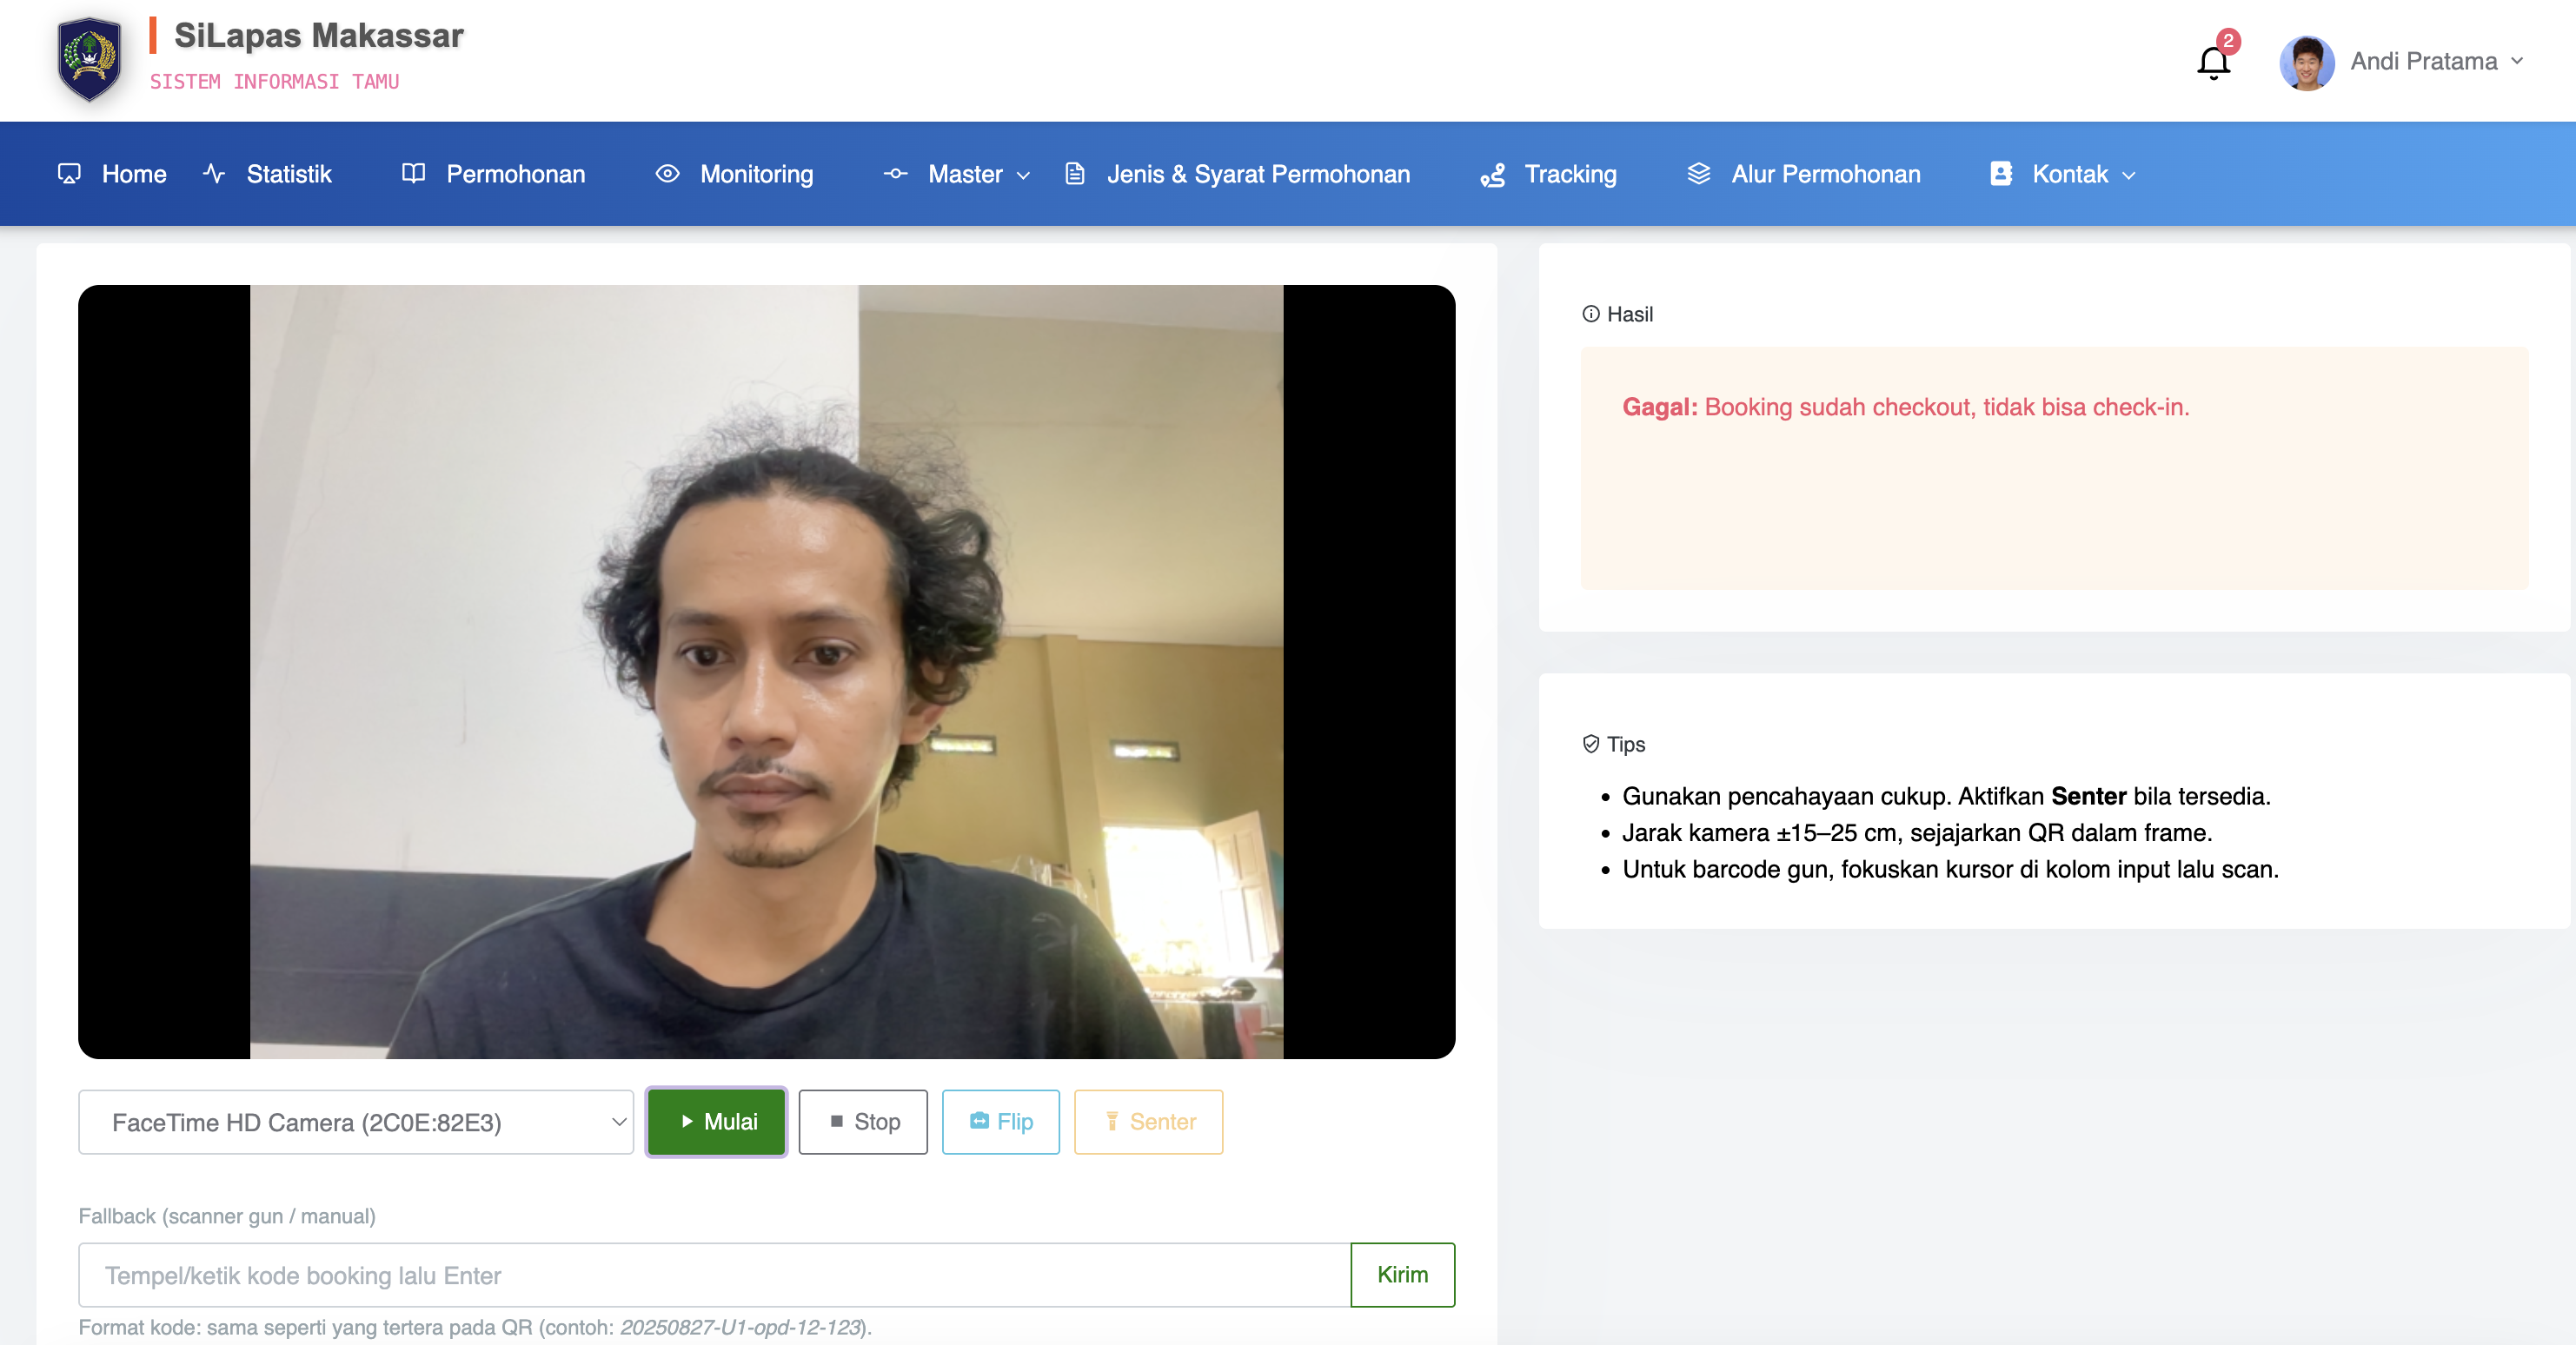 SiLapas Makassar
SISTEM INFORMASI TAMU
2
Andi Pratama
Home
Statistik
Permohonan
Monitoring
Master
Jenis & Syarat Permohonan
Tracking
Alur Permohonan
Kontak
Hasil
Gagal: Booking sudah checkout, tidak bisa check-in.
Tips
Gunakan pencahayaan cukup. Aktifkan Senter bila tersedia.
Jarak kamera ±15–25 cm, sejajarkan QR dalam frame.
Untuk barcode gun, fokuskan kursor di kolom input lalu scan.
FaceTime HD Camera (2C0E:82E3)
Mulai
Stop
Flip
Senter
Fallback (scanner gun / manual)
Tempel/ketik kode booking lalu Enter
Kirim
Format kode: sama seperti yang tertera pada QR (contoh: 20250827-U1-opd-12-123).